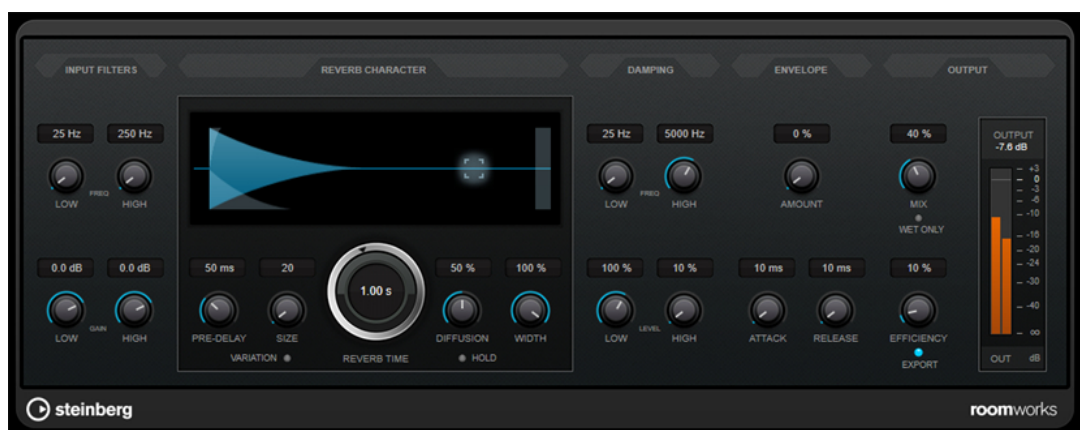 INPUT FILTERS
REVERB CHARACTER
DAMPING
ENVELOPE
OUTPUT
25 Hz
250 Hz
LOW
FREQ
HIGH
0.0 dB
0.0 dB
LOW
GAIN
HIGH
50 ms
20
1.00 s
50 %
100 %
PRE-DELAY
SIZE
DIFFUSION
WIDTH
VARIATION
REVERB TIME
HOLD
25 Hz
5000 Hz
LOW
FREQ
HIGH
100 %
10 %
LOW
LEVEL
HIGH
0 %
AMOUNT
10 ms
10 ms
ATTACK
RELEASE
40 %
MIX
WET ONLY
10 %
EFFICIENCY
EXPORT
OUTPUT
-7.6 dB
+3
0
-3
-6
-10
-16
-20
-24
-30
-40
∞
OUT dB
steinberg
roomworks